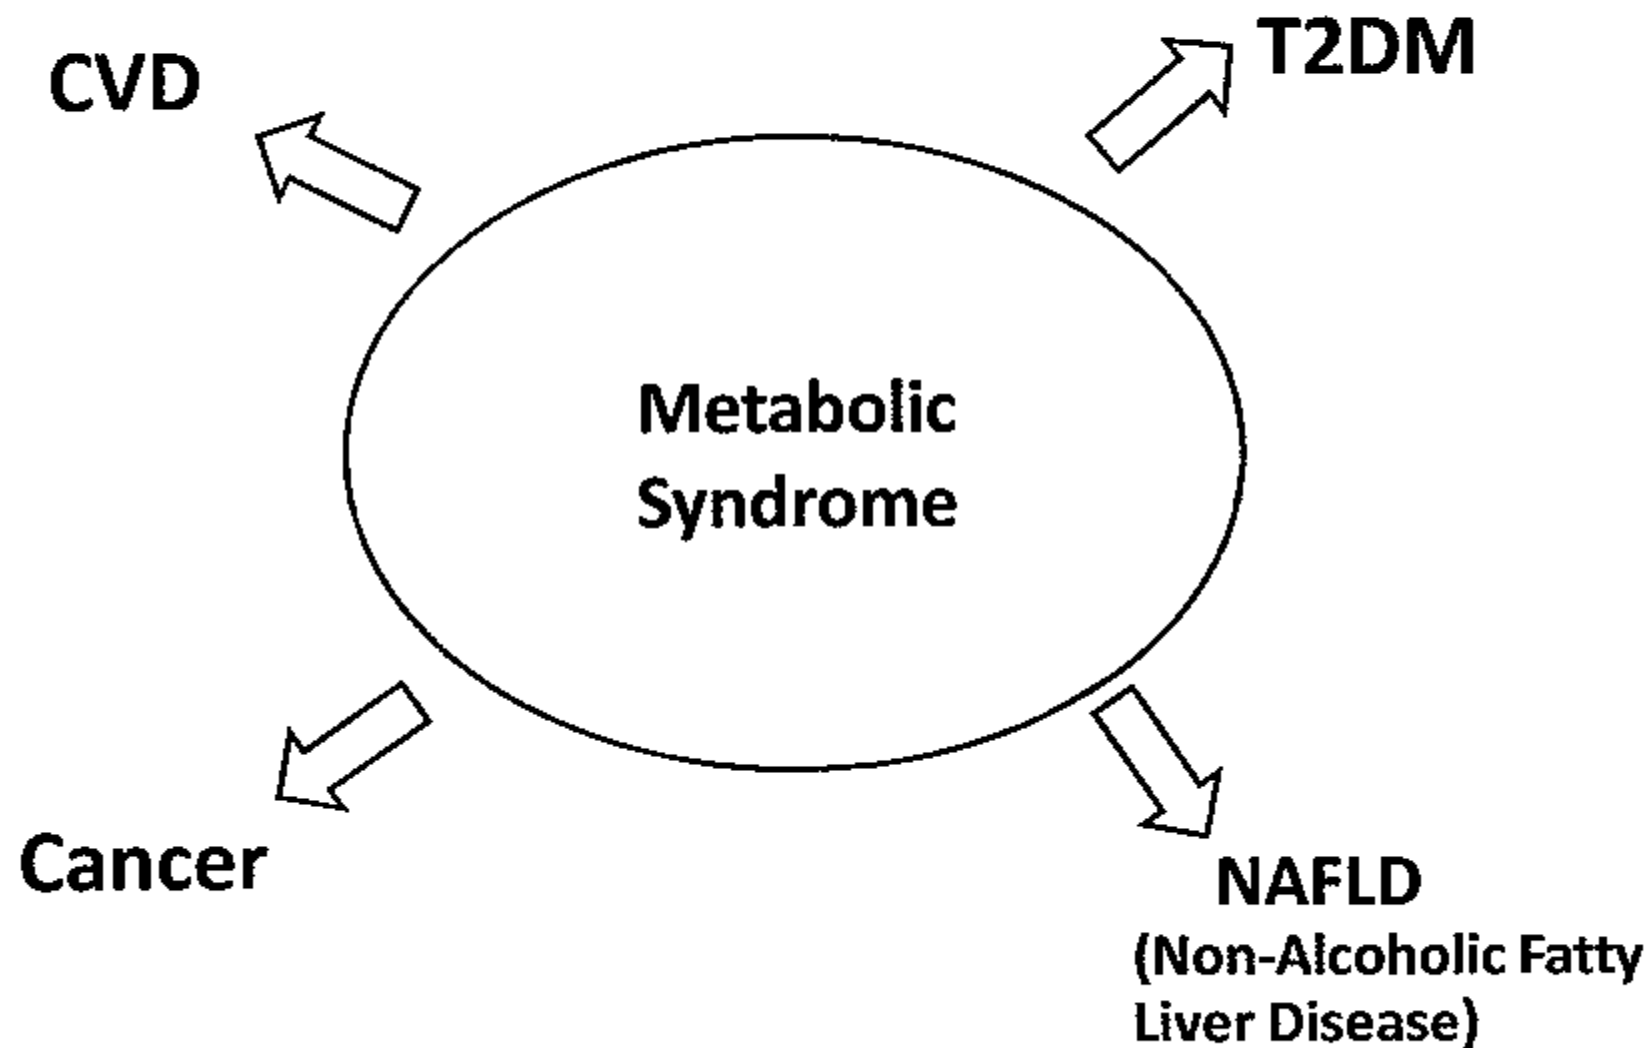 CVD
T2DM
Metabolic
Syndrome
Cancer
NAFLD
(Non-Alcoholic Fatty
Liver Disease)